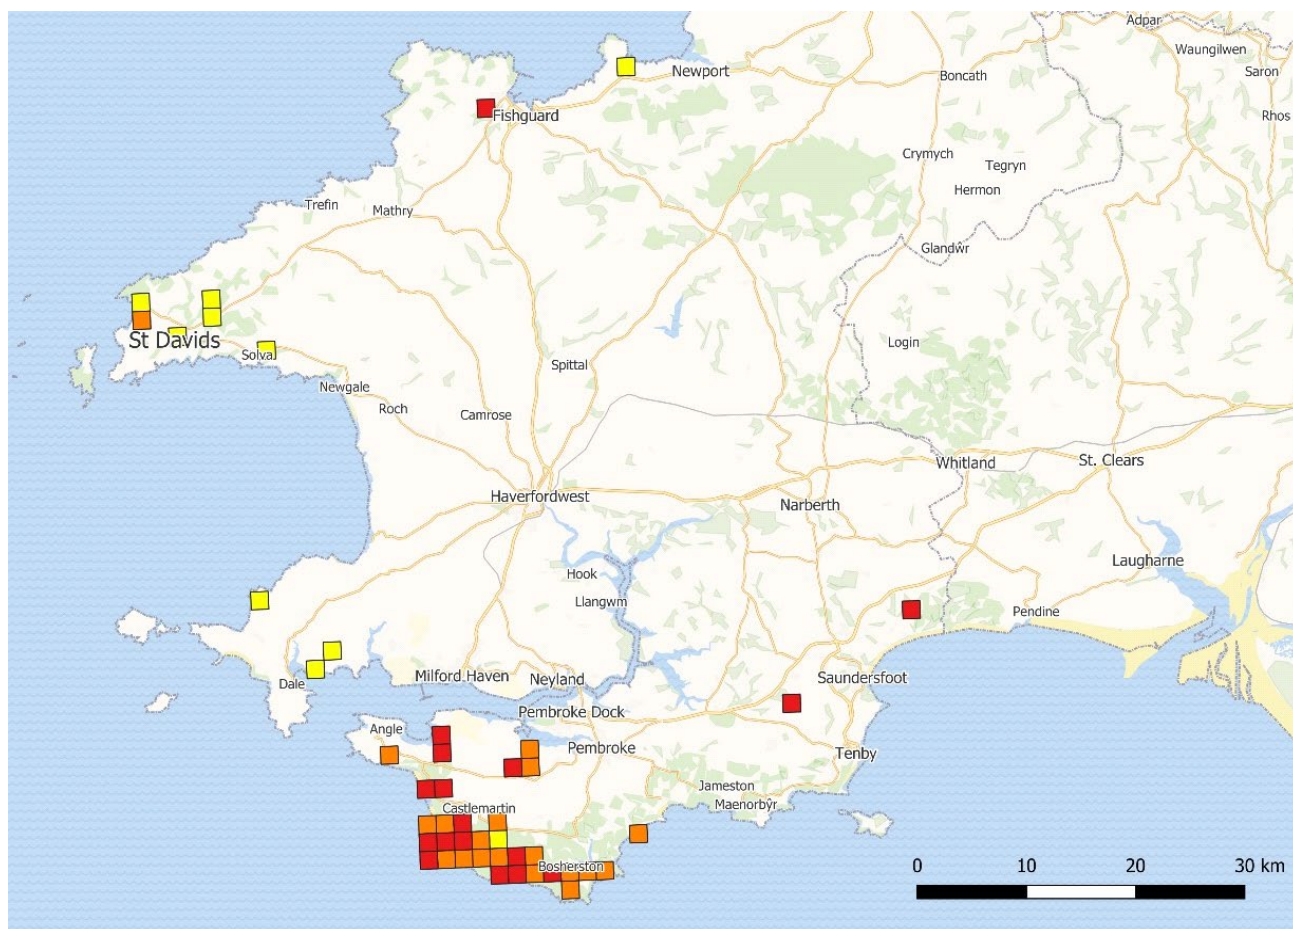 Adpar
Waungilwen
Saron
Newport
Boncath
Rhos
Fishguard
Crymych
Tegryn
Hermon
Trefin
Mathry
Glandŵr
St Davids
Login
Solva
Spittal
Newgale
Roch
Camrose
Whitland
St. Clears
Haverfordwest
Narberth
Laugharne
Hook
Llangwm
Pendine
Dale
Milford Haven
Neyland
Saundersfoot
Pembroke Dock
Angle
Pembroke
Tenby
Jameston
Castlemartin
Maenorbŷr
Bosherston
0 10 20 30 km